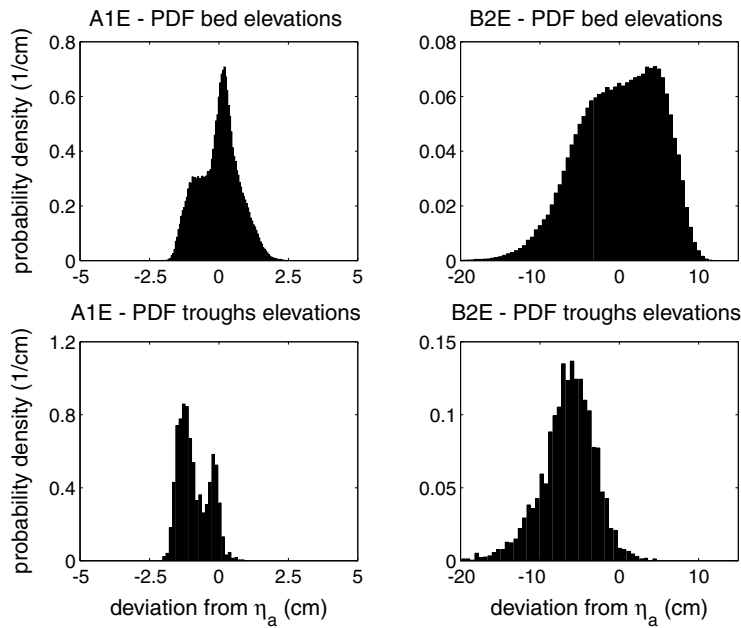 A1E - PDF bed elevations
probability density (1/cm)
0.8
0.6
0.4
0.2
0
-5 -2.5 0 2.5 5
B2E - PDF bed elevations
0.08
0.06
0.04
0.02
0
-20 -10 0 10
A1E - PDF troughs elevations
probability density (1/cm)
1.2
0.8
0.4
0
-5 -2.5 0 2.5 5
deviation from ηa (cm)
B2E - PDF troughs elevations
0.15
0.1
0.05
0
-20 -10 0 10
deviation from ηa (cm)